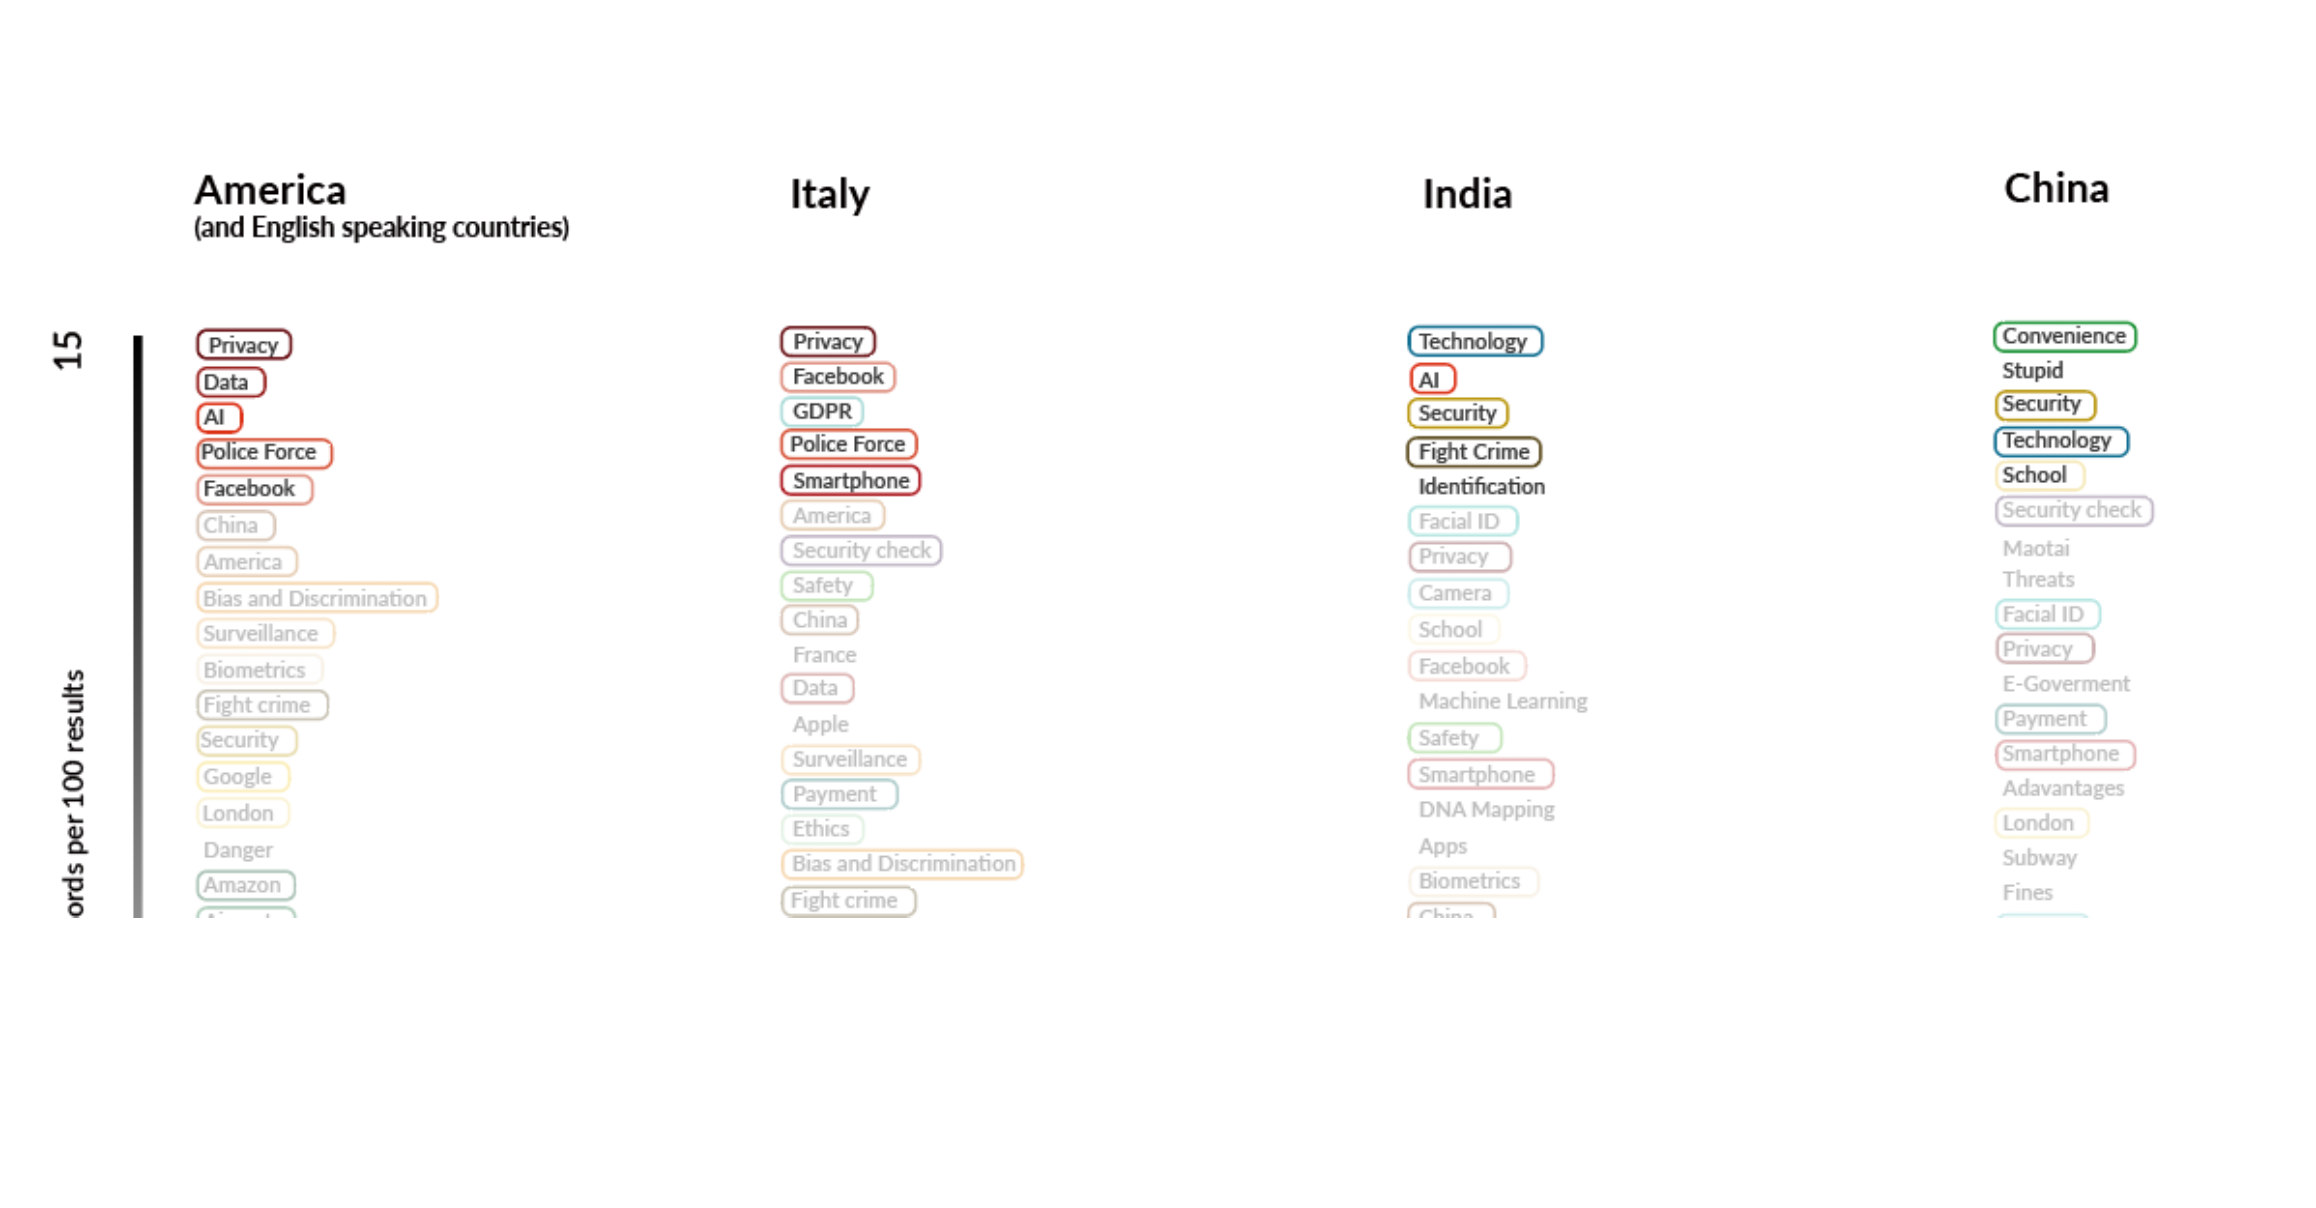 America
(and English speaking countries)
Italy
India
China
15
ords per 100 results
Privacy
Data
AI
Police Force
Facebook
China
America
Bias and Discrimination
Surveillance
Biometrics
Fight crime
Security
Google
London
Danger
Amazon
Privacy
Facebook
GDPR
Police Force
Smartphone
America
Security check
Safety
China
France
Data
Apple
Surveillance
Payment
Ethics
Bias and Discrimination
Fight crime
Technology
AI
Security
Fight Crime
Identification
Facial ID
Privacy
Camera
School
Facebook
Machine Learning
Safety
Smartphone
DNA Mapping
Apps
Biometrics
China
Convenience
Stupid
Security
Technology
School
Security check
Maotai
Threats
Facial ID
Privacy
E-Goverment
Payment
Smartphone
Adavantages
London
Subway
Fines